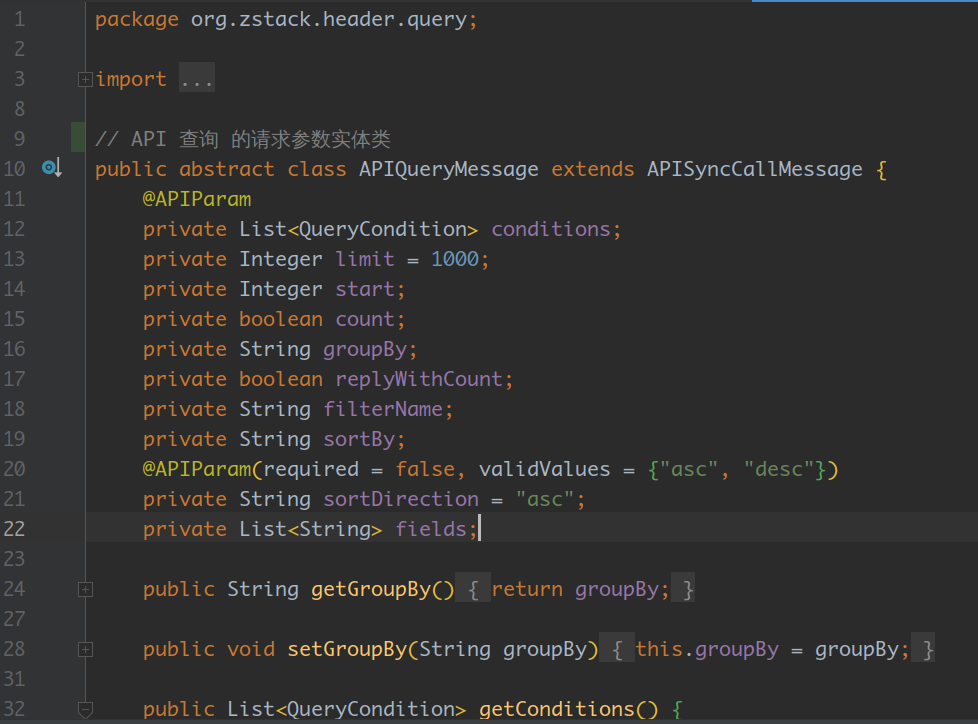 1 package org.zstack.header.query;
2
3 import ...
8
9 // API 查询 的请求参数实体类
10 public abstract class APIQueryMessage extends APISyncCallMessage {
11 @APIParam
12 private List<QueryCondition> conditions;
13 private Integer limit = 1000;
14 private Integer start;
15 private boolean count;
16 private String groupBy;
17 private boolean replyWithCount;
18 private String filterName;
19 private String sortBy;
20 @APIParam(required = false, validValues = {"asc", "desc"})
21 private String sortDirection = "asc";
22 private List<String> fields;
23
24 public String getGroupBy() { return groupBy; }
27
28 public void setGroupBy(String groupBy) { this.groupBy = groupBy; }
31
32 public List<QueryCondition> getConditions() {